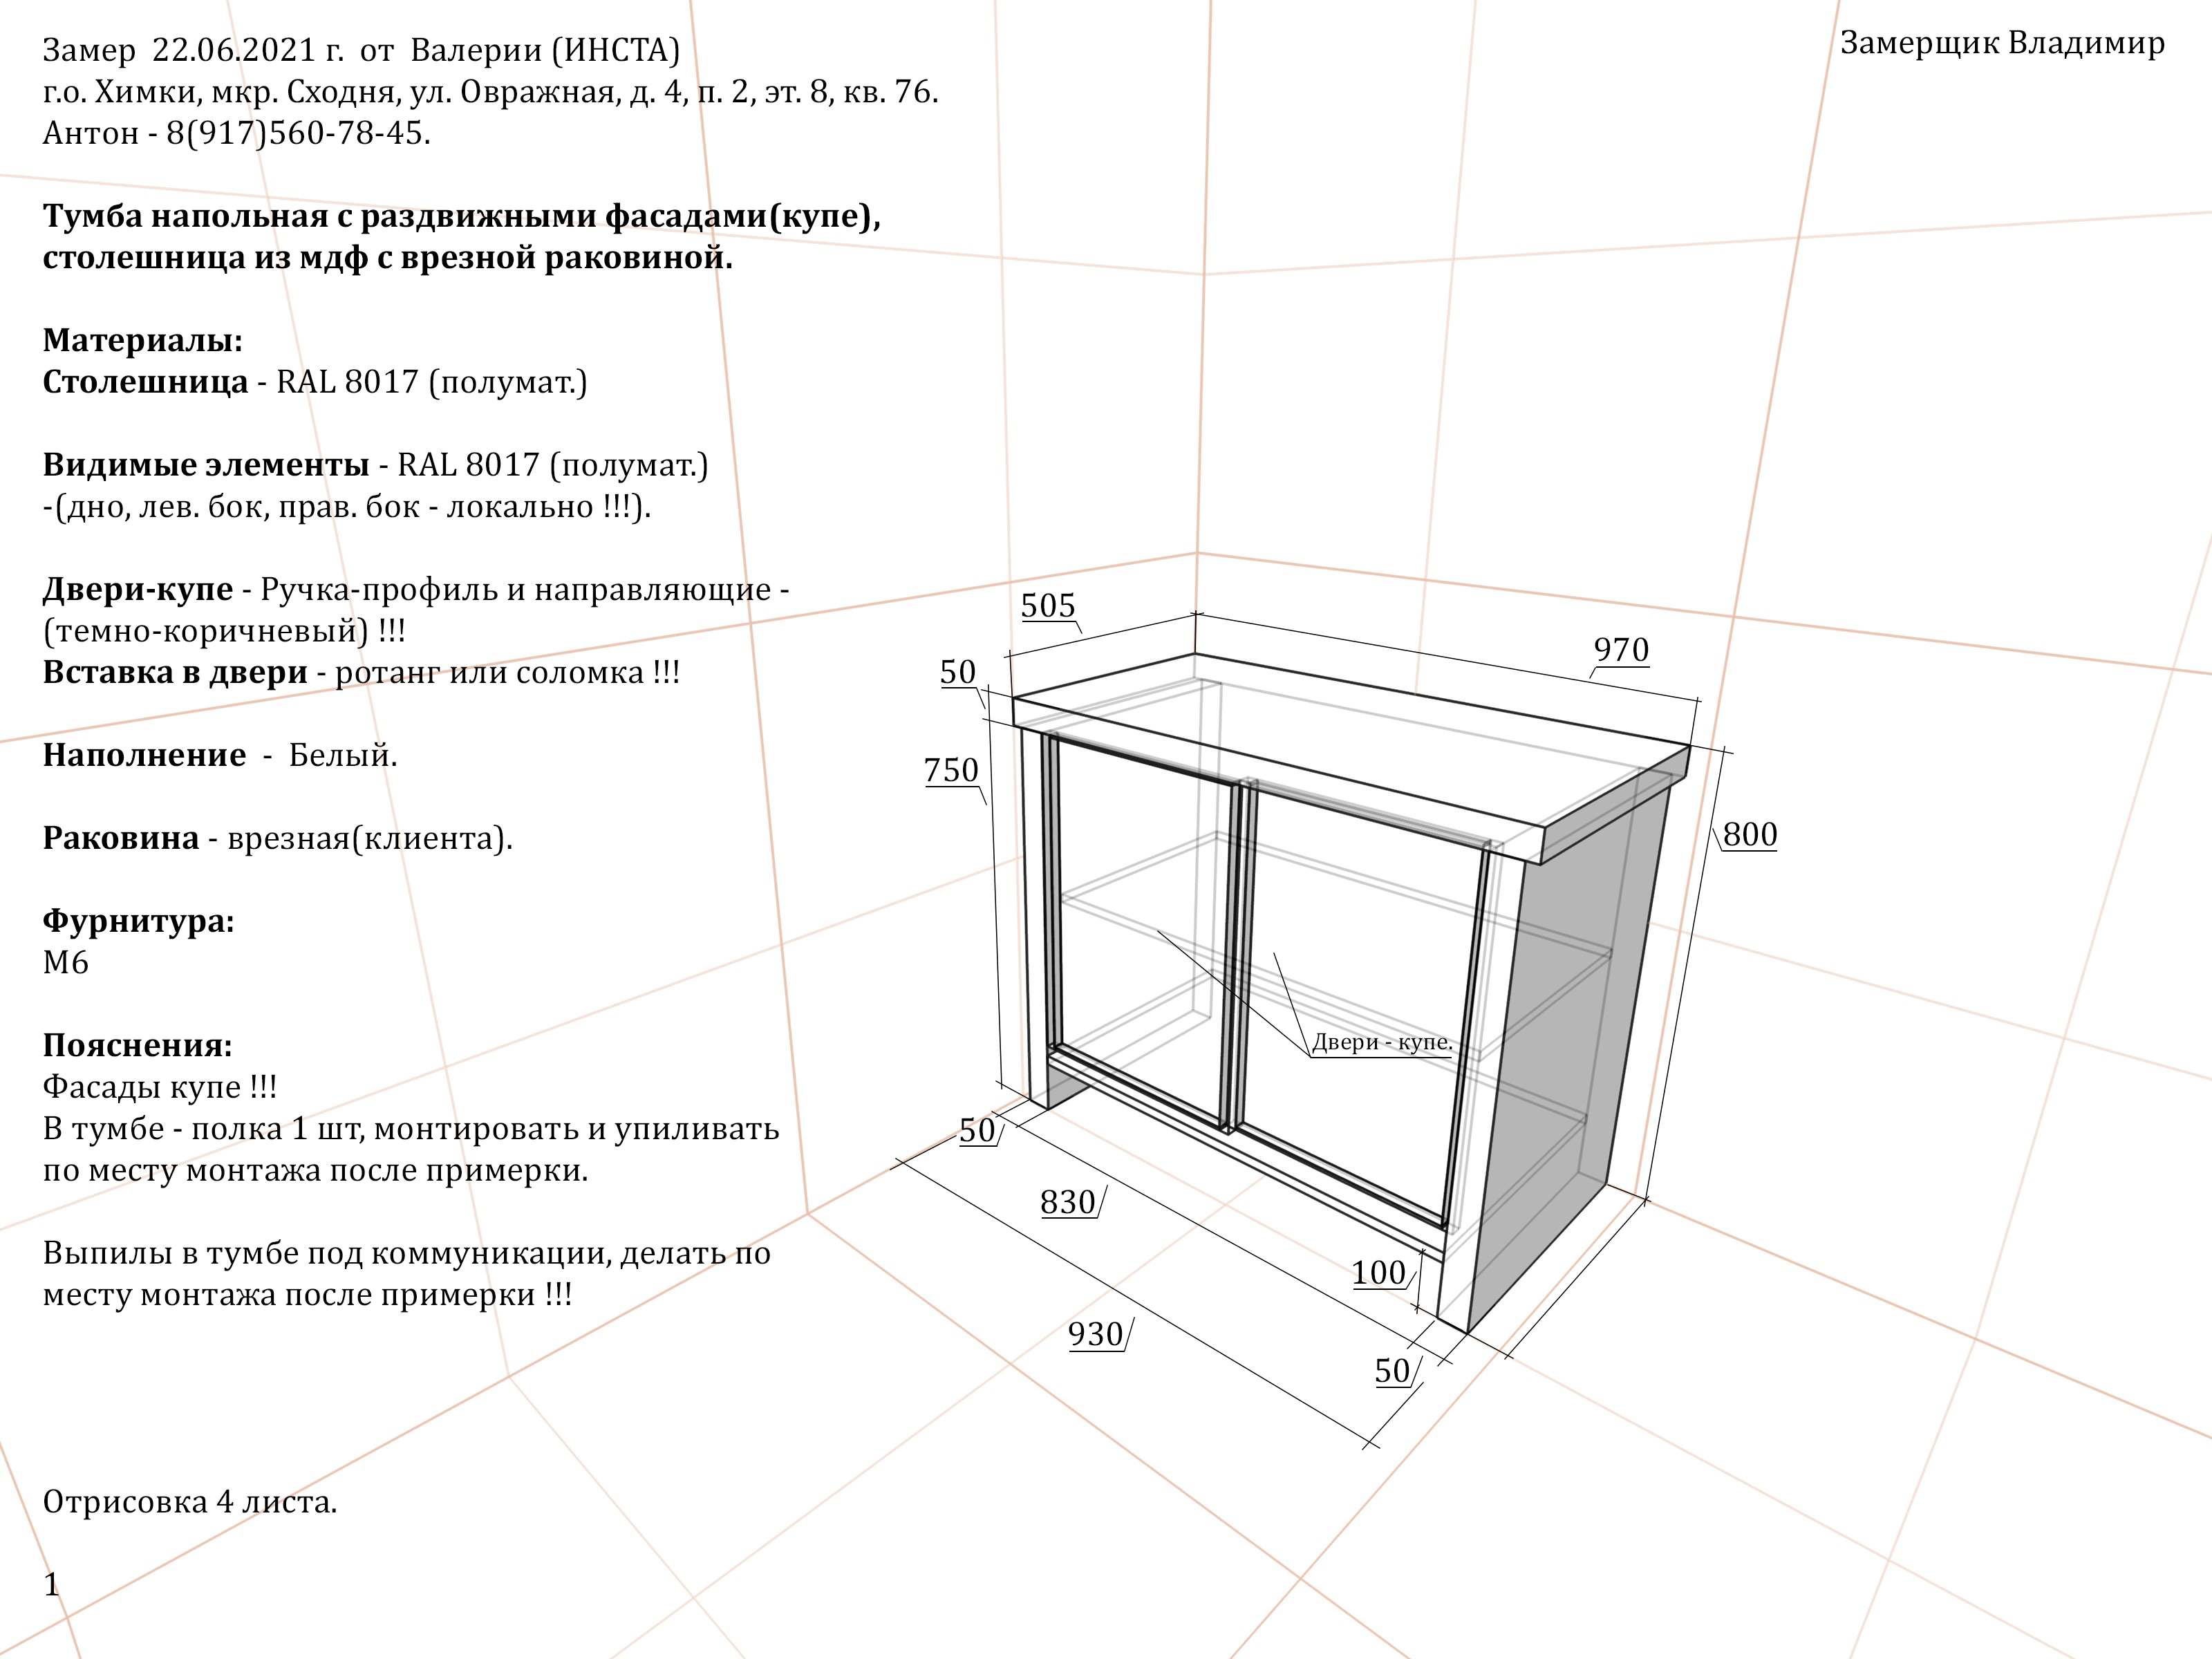 Замер  22.06.2021 г.  от  Валерии (ИНСТА)
г.о. Химки, мкр. Сходня, ул. Овражная, д. 4, п. 2, эт. 8, кв. 76.
Антон - 8(917)560-78-45.
Замерщик Владимир
Тумба напольная с раздвижными фасадами(купе),
столешница из мдф с врезной раковиной.
Материалы:
Столешница - RAL 8017 (полумат.)
Видимые элементы - RAL 8017 (полумат.)
-(дно, лев. бок, прав. бок - локально !!!).
Двери-купе - Ручка-профиль и направляющие -
(темно-коричневый) !!!
Вставка в двери - ротанг или соломка !!!
Наполнение  -  Белый.
Раковина - врезная(клиента).
Фурнитура:
М6
Пояснения:
Фасады купе !!!
В тумбе - полка 1 шт, монтировать и упиливать
по месту монтажа после примерки.
Выпилы в тумбе под коммуникации, делать по
месту монтажа после примерки !!!
Отрисовка 4 листа.
1
505
970
50
750
800
Двери - купе.
50
830
100
930
50